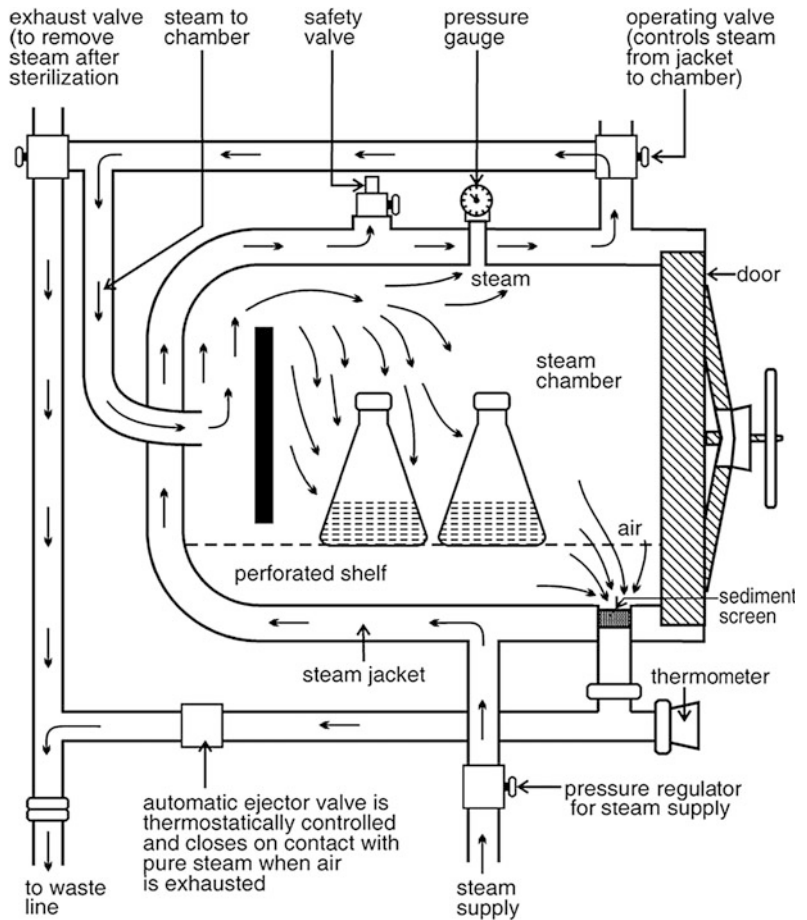 exhaust valve
(to remove
steam after
sterilization
steam to
chamber
safety
valve
pressure
gauge
operating valve
(controls steam
from jacket
to chamber)
steam
door
steam
chamber
air
perforated shelf
sediment
screen
steam jacket
thermometer
automatic ejector valve is
thermostatically controlled
and closes on contact with
pure steam when air
is exhausted
pressure regulator
for steam supply
to waste
line
steam
supply